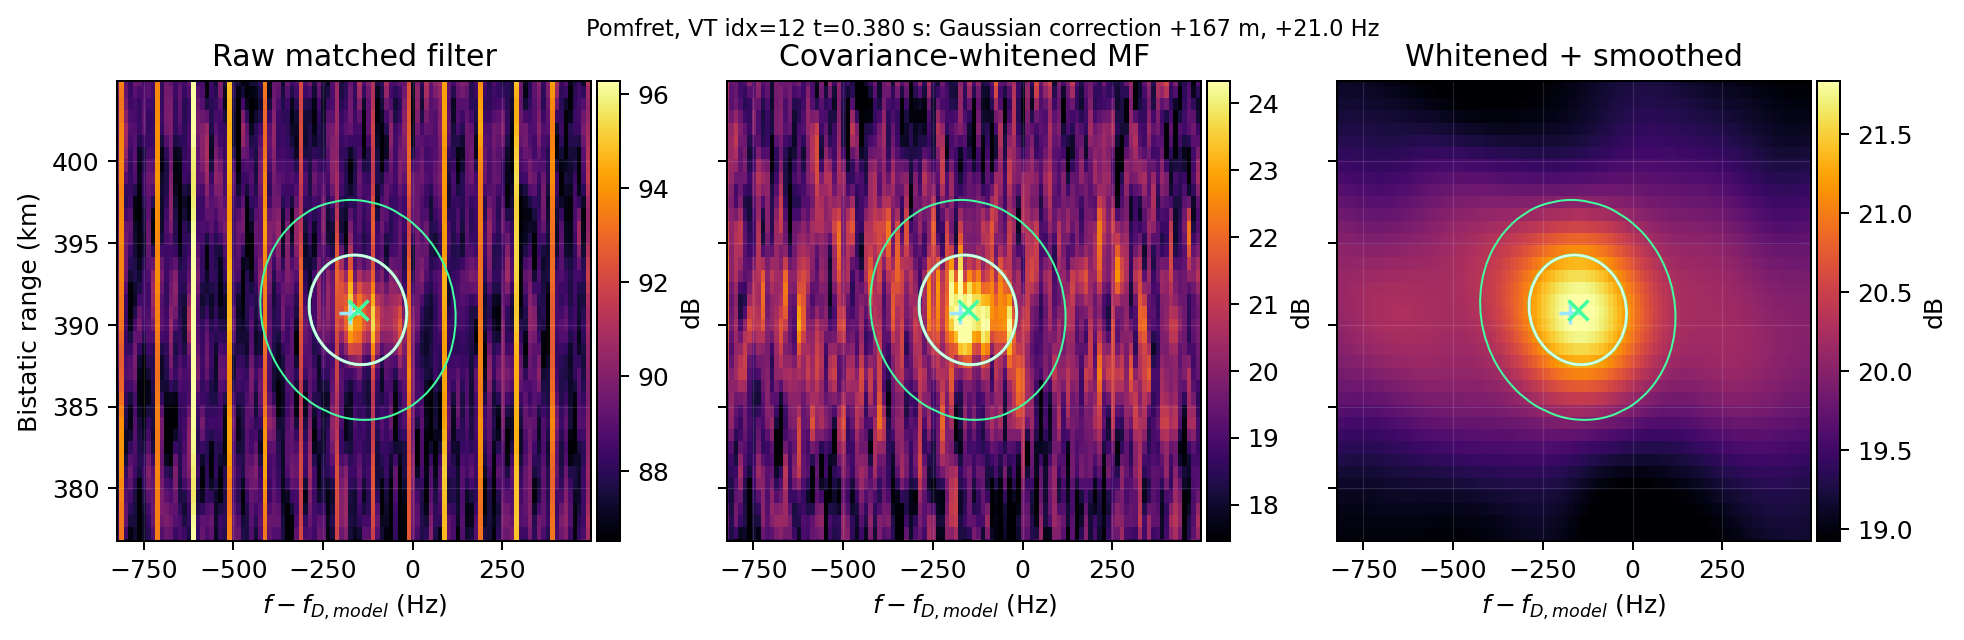 Pomfret, VT idx=12 t=0.380 s: Gaussian correction +167 m, +21.0 Hz
Raw matched filter
Covariance-whitened MF
Whitened + smoothed
Bistatic range (km)
400
395
390
385
380
−750 −500 −250 0 250
f − f_{D, model} (Hz)
96
94
92
90
88
dB
−750 −500 −250 0 250
f − f_{D, model} (Hz)
24
23
22
21
20
19
18
dB
−750 −500 −250 0 250
f − f_{D, model} (Hz)
21.5
21.0
20.5
20.0
19.5
19.0
dB